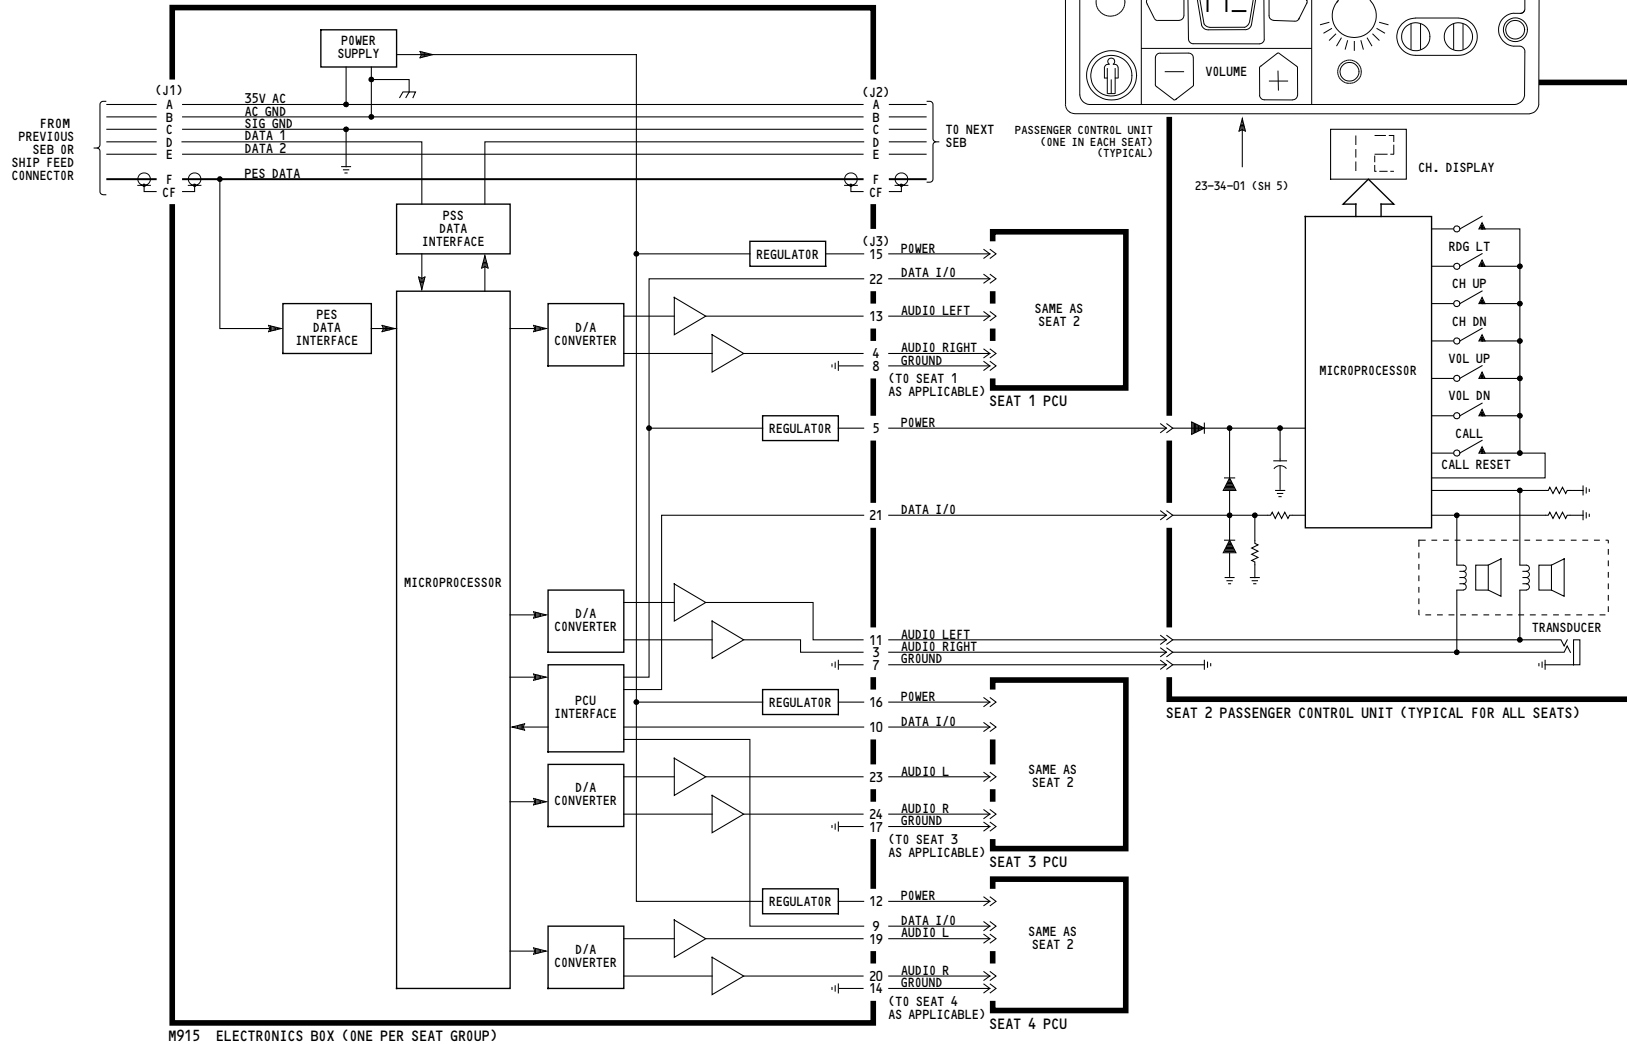 POWER
SUPPLY
(J1)
A
B
C
D
E
F
CF
35V AC
AC GND
SIG GND
DATA 1
DATA 2
PES DATA
FROM
PREVIOUS
SEB OR
SHIP FEED
CONNECTOR
(J2)
A
B
C
D
E
F
CF
TO NEXT
SEB
PSS
DATA
INTERFACE
PES
DATA
INTERFACE
MICROPROCESSOR
D/A
CONVERTER
D/A
CONVERTER
PCU
INTERFACE
D/A
CONVERTER
D/A
CONVERTER
REGULATOR
REGULATOR
REGULATOR
REGULATOR
(J3)
15 POWER
22 DATA I/O
13 AUDIO LEFT
4 AUDIO RIGHT
8 GROUND
(TO SEAT 1
AS APPLICABLE)
SAME AS
SEAT 2
SEAT 1 PCU
5 POWER
21 DATA I/O
11 AUDIO LEFT
3 AUDIO RIGHT
7 GROUND
16 POWER
10 DATA I/O
23 AUDIO L
24 AUDIO R
17 GROUND
(TO SEAT 3
AS APPLICABLE)
SAME AS
SEAT 2
SEAT 3 PCU
12 POWER
9 DATA I/O
19 AUDIO L
20 AUDIO R
14 GROUND
(TO SEAT 4
AS APPLICABLE)
SAME AS
SEAT 2
SEAT 4 PCU
M915 ELECTRONICS BOX (ONE PER SEAT GROUP)
− VOLUME +
PASSENGER CONTROL UNIT
(ONE IN EACH SEAT)
(TYPICAL)
23-34-01 (SH 5)
12
CH. DISPLAY
MICROPROCESSOR
RDG LT
CH UP
CH DN
VOL UP
VOL DN
CALL
CALL RESET
TRANSDUCER
SEAT 2 PASSENGER CONTROL UNIT (TYPICAL FOR ALL SEATS)